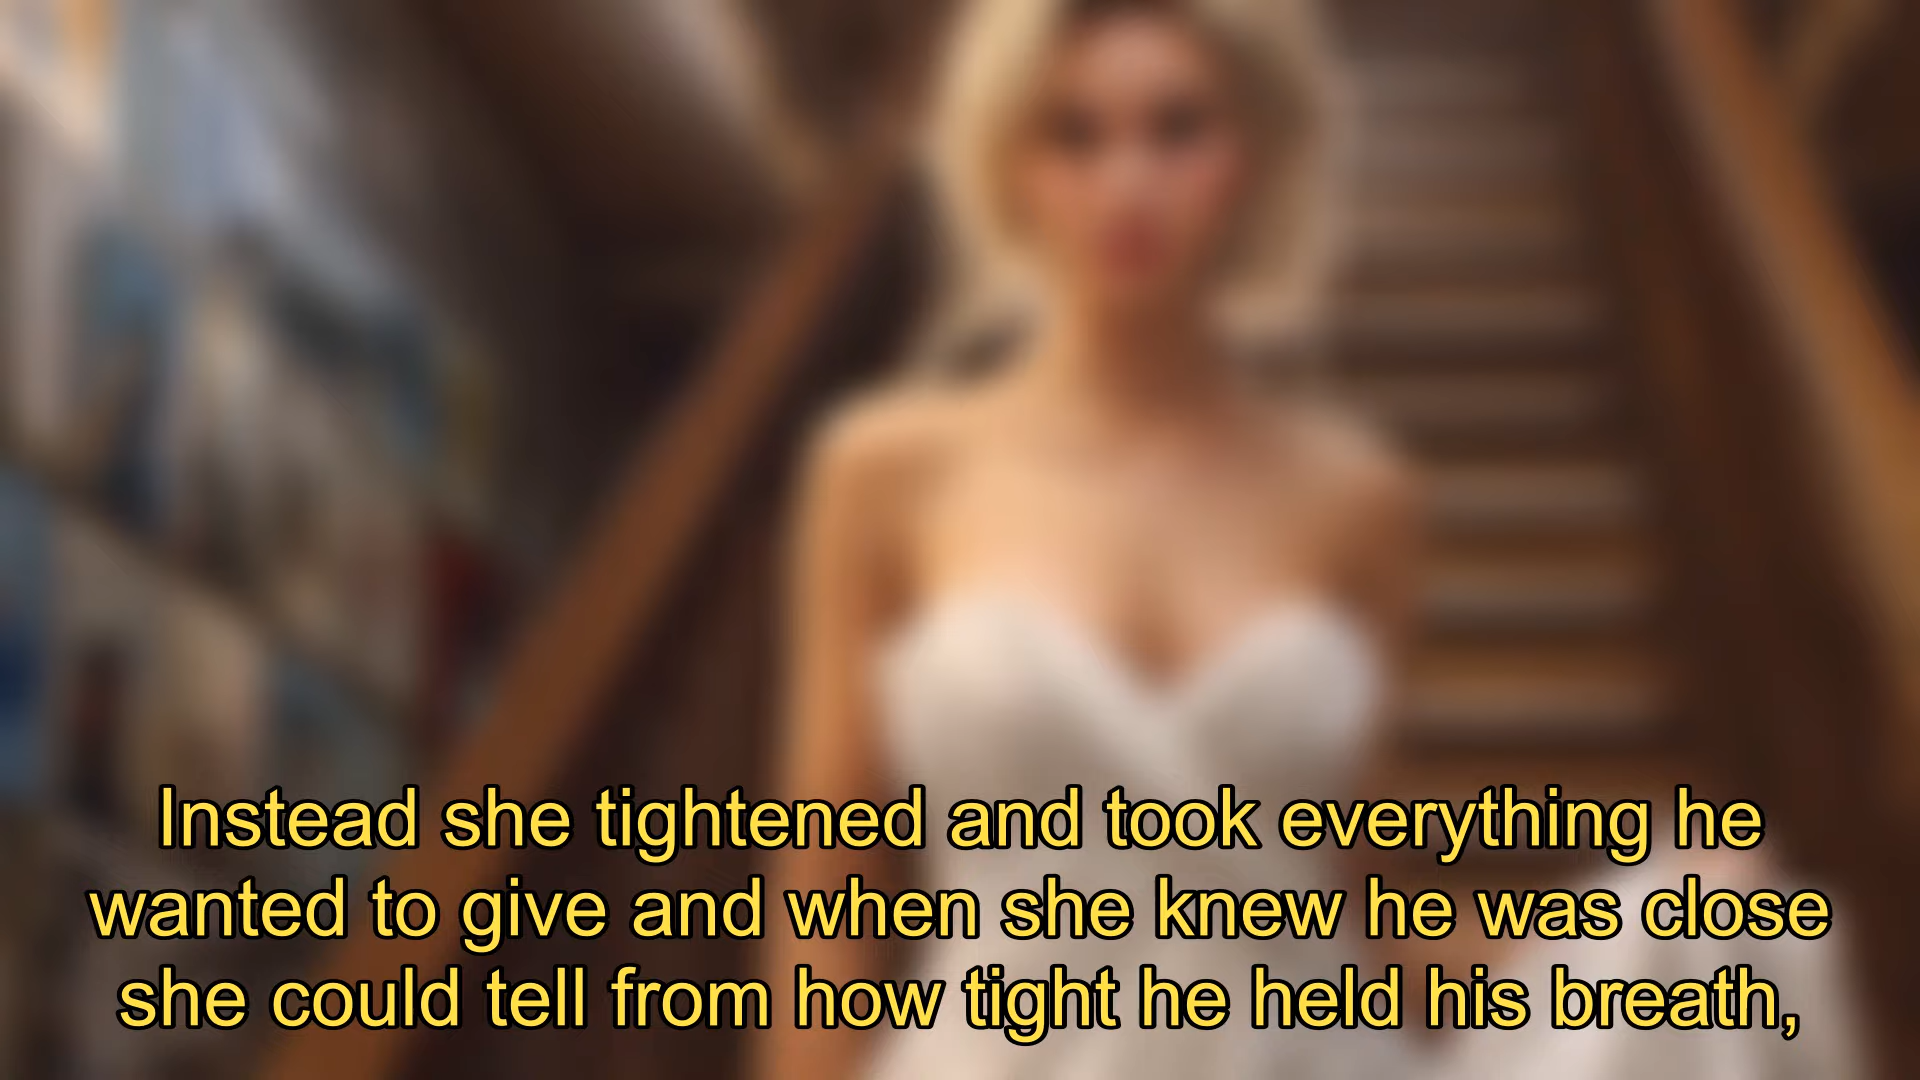 Instead she tightened and took everything he
wanted to give and when she knew he was close
she could tell from how tight he held his breath,